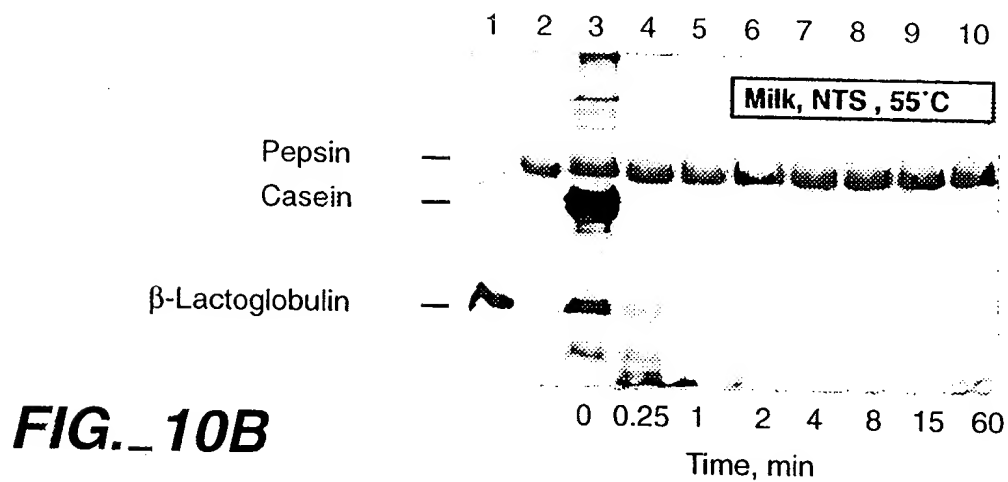 1 2 3 4 5 6 7 8 9 10
Milk, NTS , 55°C
Pepsin
Casein
β-Lactoglobulin
0 0.25 1 2 4 8 15 60
Time, min
FIG._ 10B